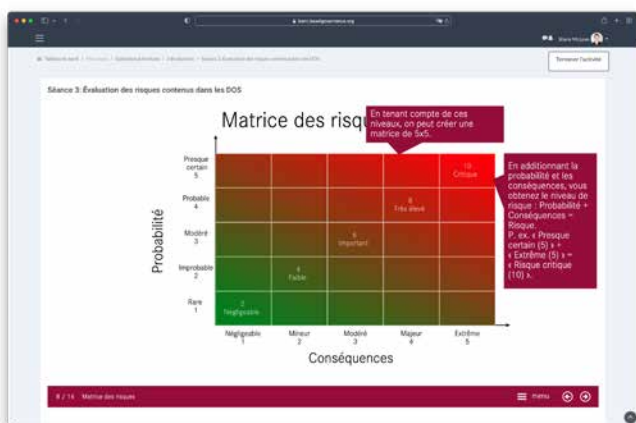 Terminer l'activité
Séance 3: Évaluation des risques contenus dans les DOS
Matrice des risq
En tenant compte de ces
niveaux, on peut créer une
matrice de 5x5.
En additionnant la
probabilité et les
conséquences, vous
obtenez le niveau de
risque : Probabilité +
Conséquences =
Risque.
P. ex. « Presque
certain (5) » +
« Extrême (5) » =
« Risque critique
(10) ».
Probabilité
Presque
certain
5
10
Critique
Probable
4
8
Très élevé
Modéré
3
6
Important
Improbable
2
4
Faible
Rare
1
2
Négligeable
Négligeable
1
Mineur
2
Modéré
3
Majeur
4
Extrême
5
Conséquences
8 / 16 Matrice des risques
menu